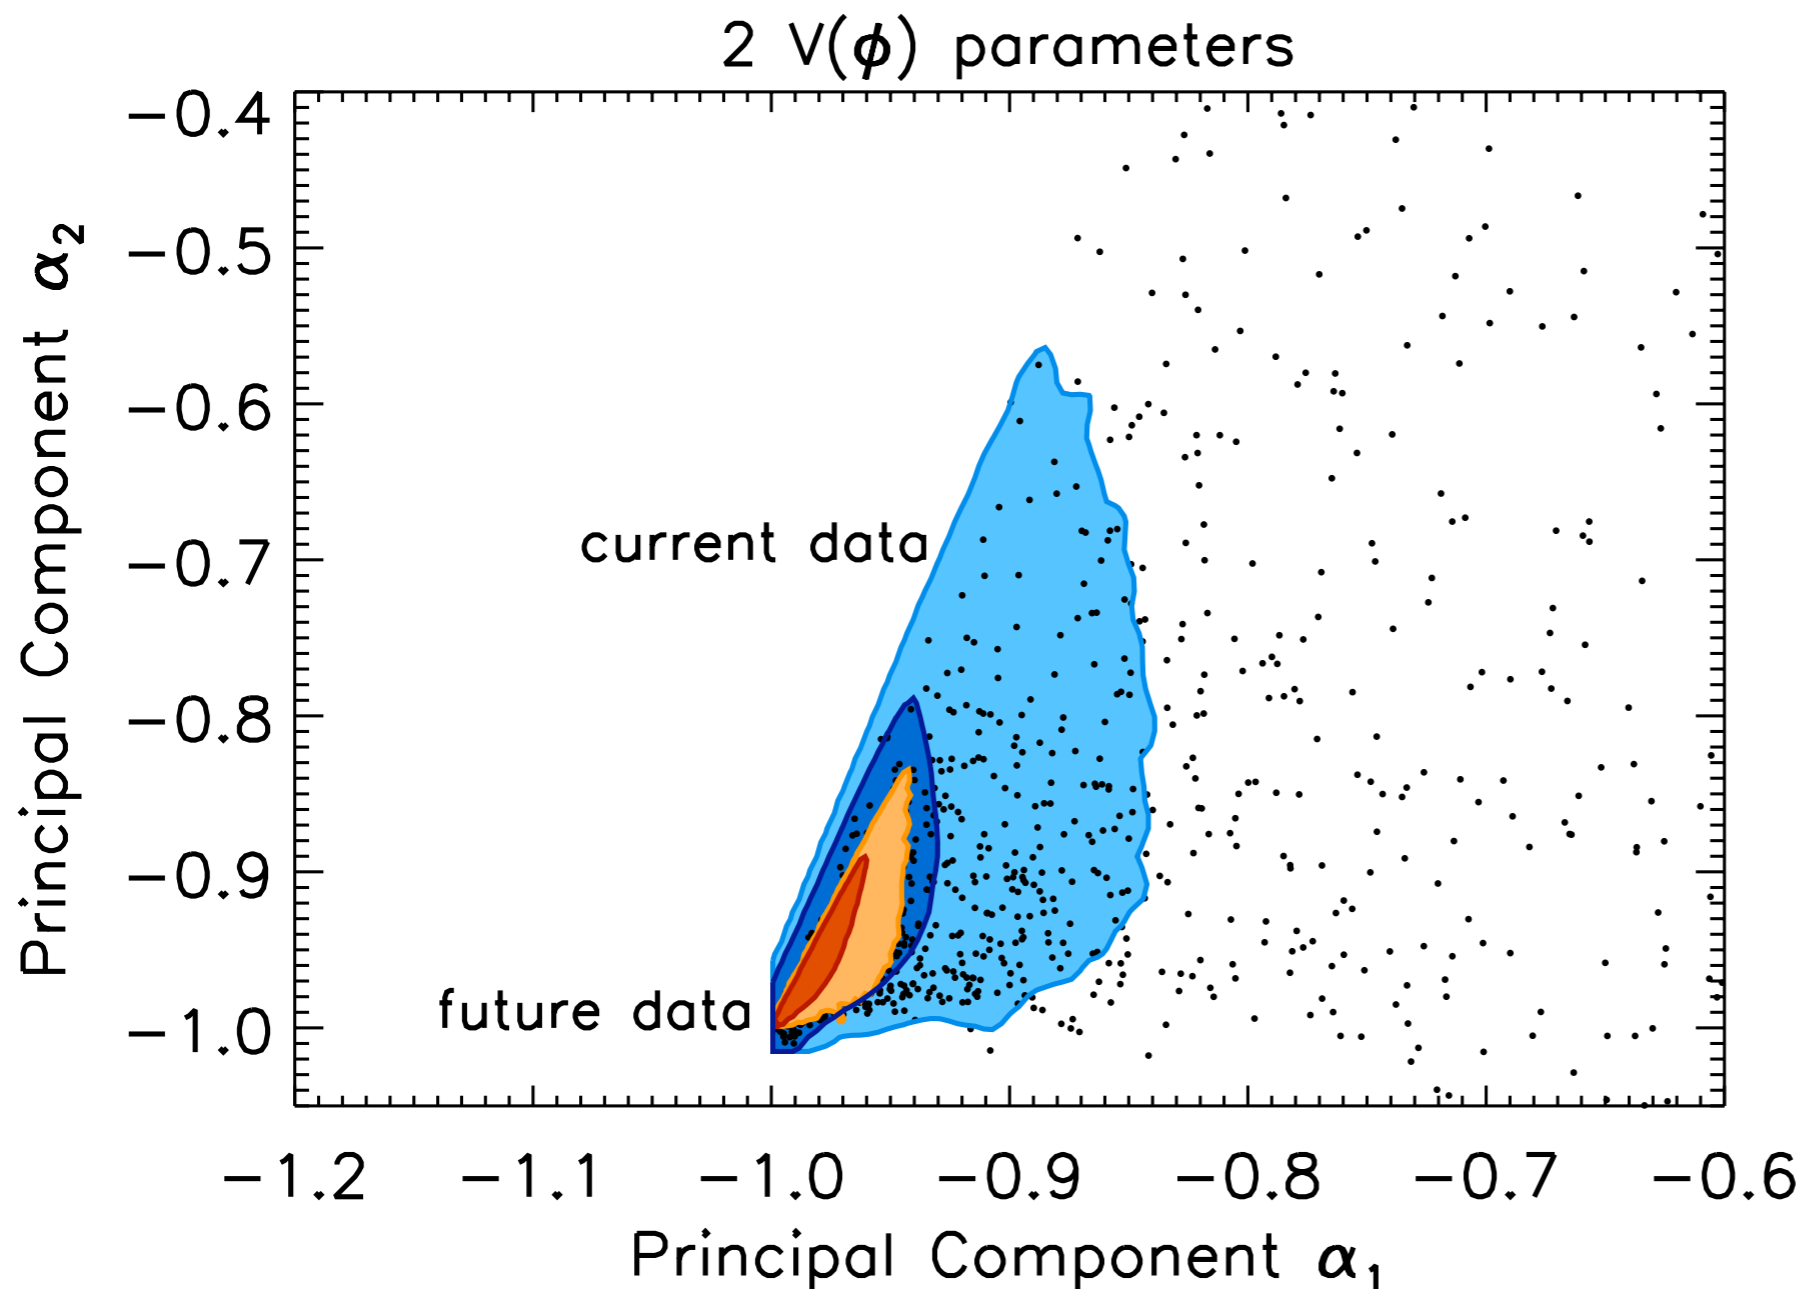 2 V(ϕ) parameters
−0.4
−0.5
−0.6
−0.7
−0.8
−0.9
−1.0
Principal Component α₂
current data
future data
−1.2 −1.1 −1.0 −0.9 −0.8 −0.7 −0.6
Principal Component α₁